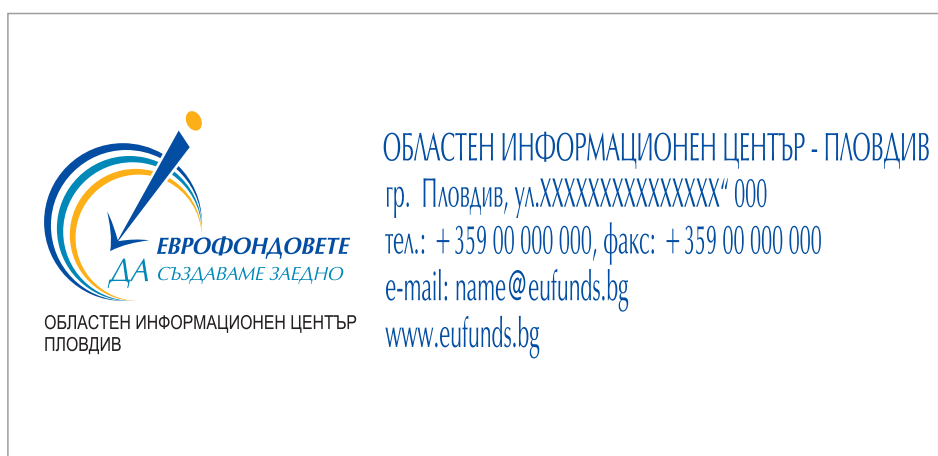 ЕВРОФОНДОВЕТЕ
ДА СЪЗДАВАМЕ ЗАЕДНО
ОБЛАСТЕН ИНФОРМАЦИОНЕН ЦЕНТЪР
ПЛОВДИВ
ОБЛАСТЕН ИНФОРМАЦИОНЕН ЦЕНТЪР - ПЛОВДИВ
гр. Пловдив, ул.XXXXXXXXXXXXXXX“ 000
тел.: +359 00 000 000, факс: +359 00 000 000
e-mail: name@eufunds.bg
www.eufunds.bg